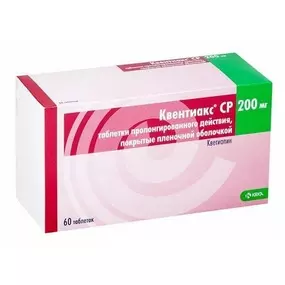 Квентиакс® СР 200 мг
таблетки пролонгированного действия,
покрытые пленочной оболочкой
Кветиапин
60 таблеток
KRKA